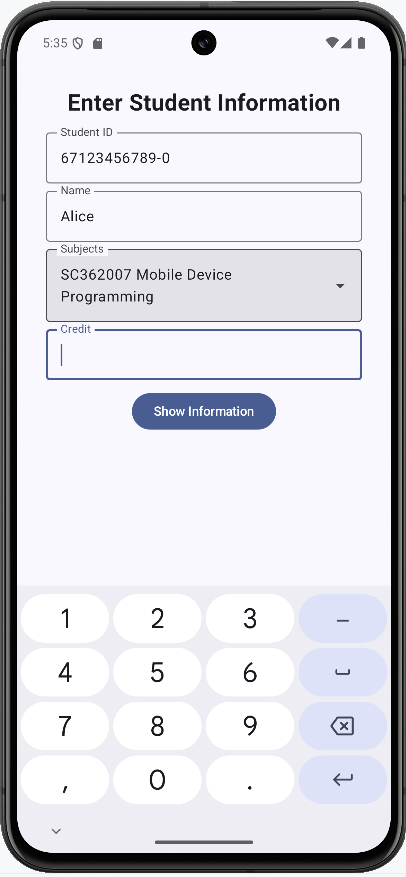 5:35
Enter Student Information
Student ID
67123456789-0
Name
Alice
Subjects
SC362007 Mobile Device
Programming
Credit
Show Information
1 2 3 –
4 5 6
7 8 9
, 0 .